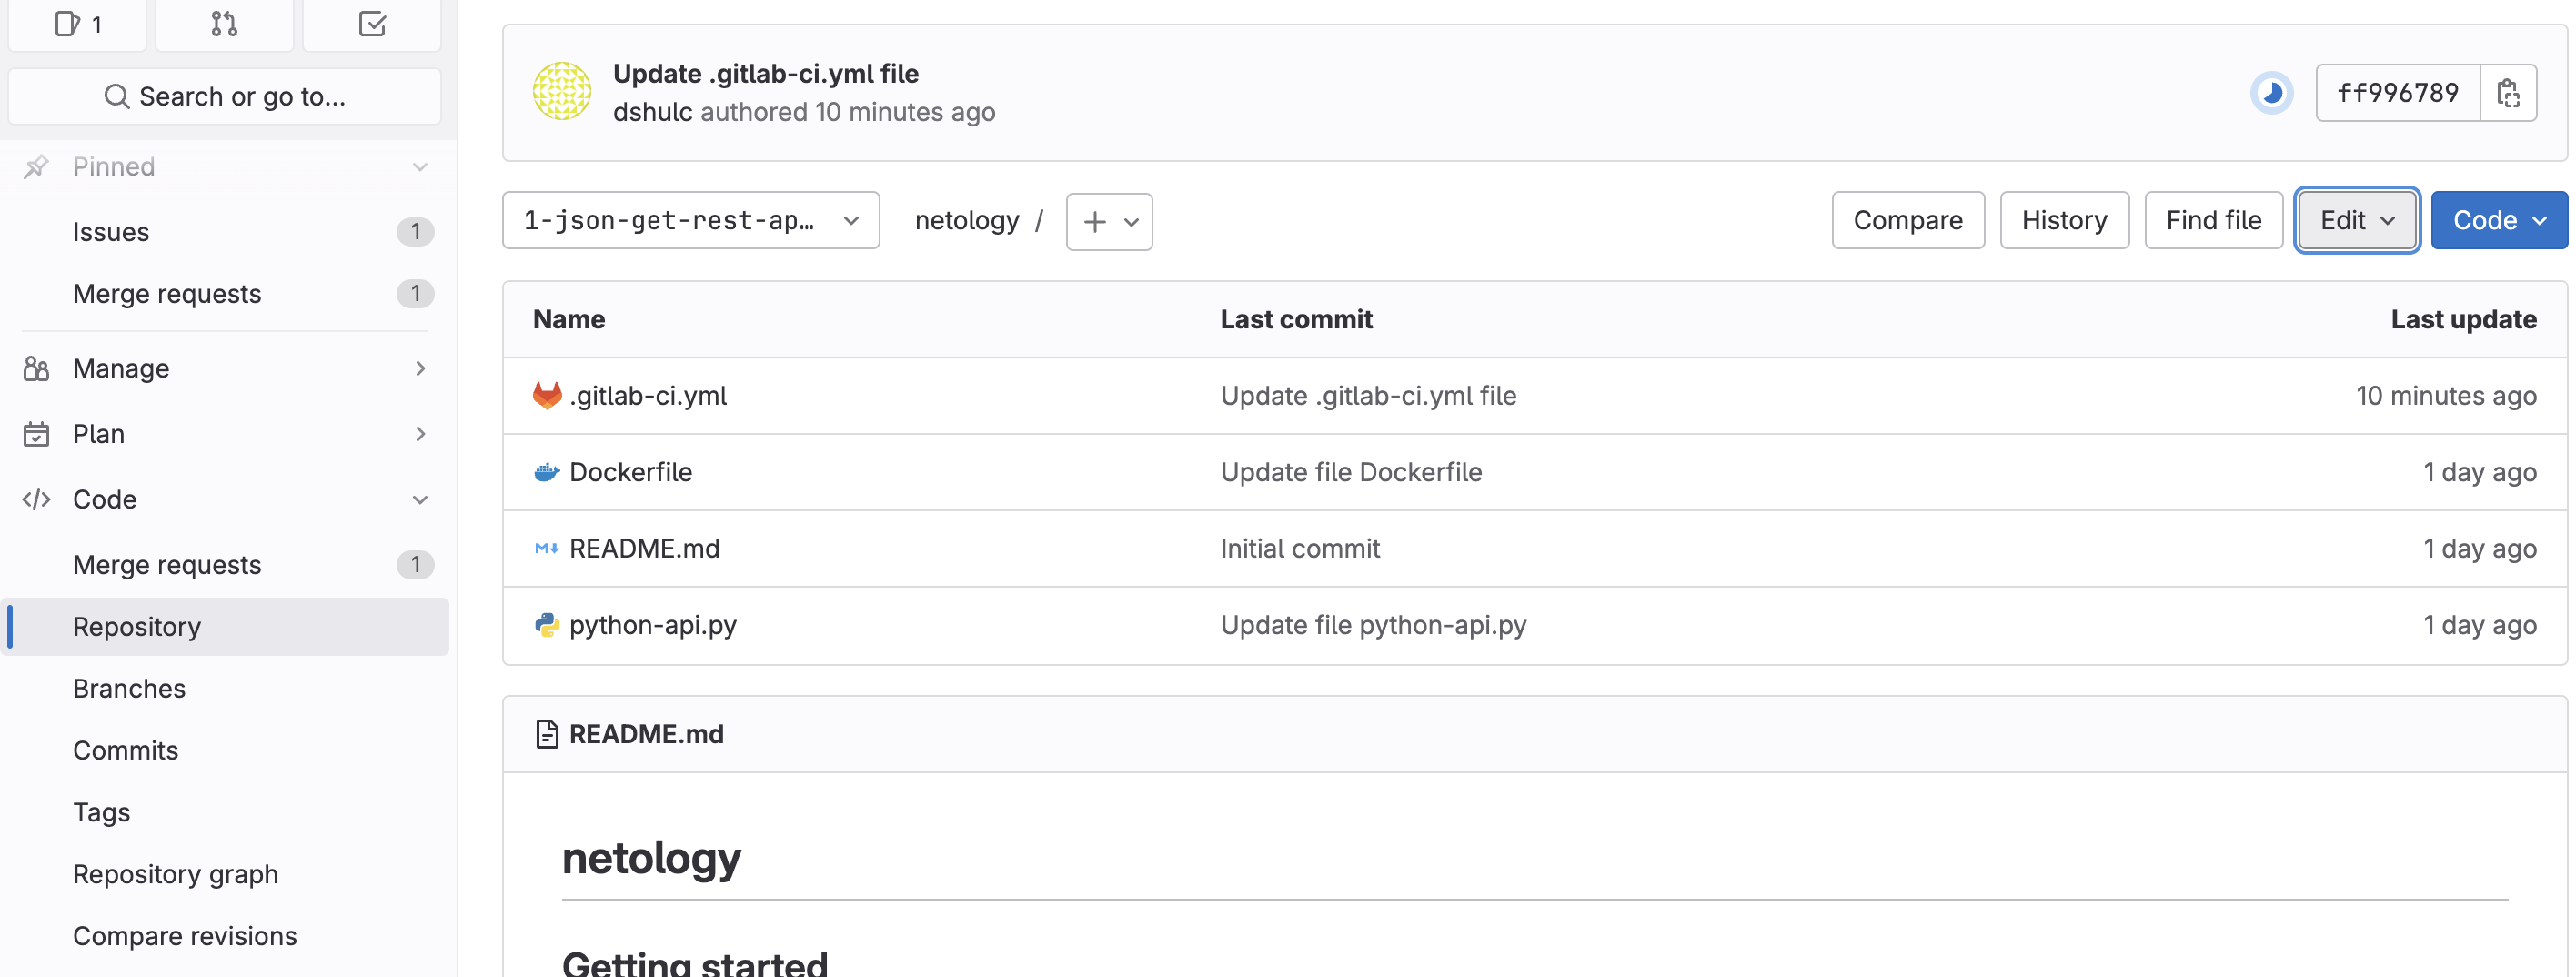 1
Search or go to...
Pinned
Issues 1
Merge requests 1
Manage
Plan
Code
Merge requests 1
Repository
Branches
Commits
Tags
Repository graph
Compare revisions
Update .gitlab-ci.yml file
dshulc authored 10 minutes ago
ff996789
1-json-get-rest-ap…
netology /
Compare
History
Find file
Edit
Code
Name Last commit Last update
.gitlab-ci.yml Update .gitlab-ci.yml file 10 minutes ago
Dockerfile Update file Dockerfile 1 day ago
README.md Initial commit 1 day ago
python-api.py Update file python-api.py 1 day ago
README.md
netology
Getting started